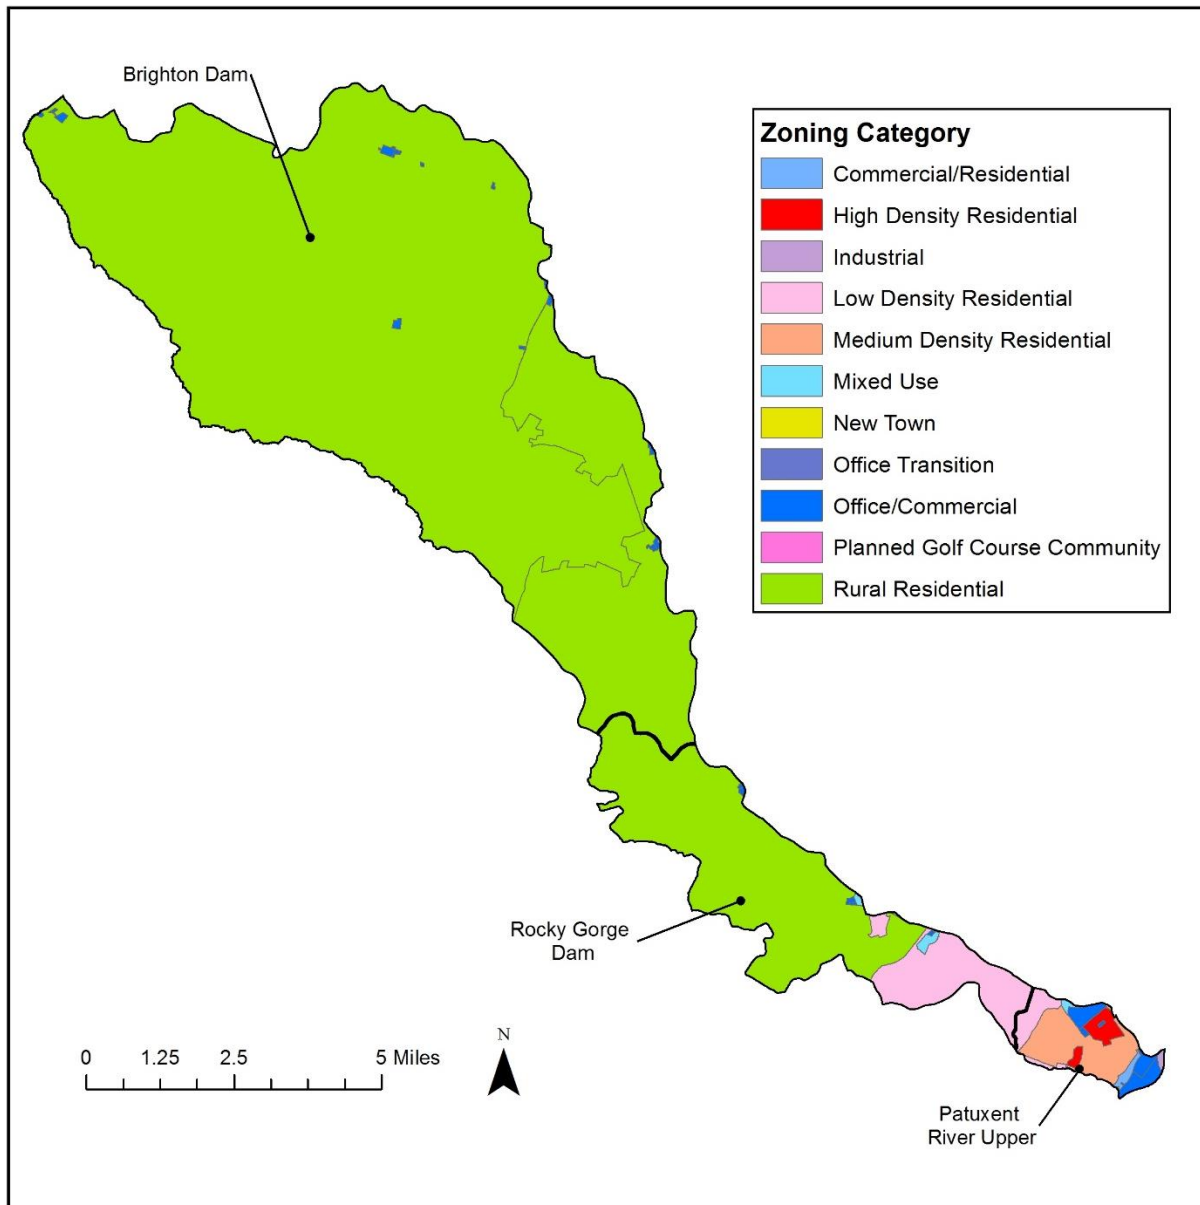 Brighton Dam
Zoning Category
Commercial/Residential
High Density Residential
Industrial
Low Density Residential
Medium Density Residential
Mixed Use
New Town
Office Transition
Office/Commercial
Planned Golf Course Community
Rural Residential
Rocky Gorge
Dam
N
0 1.25 2.5 5 Miles
Patuxent
River Upper